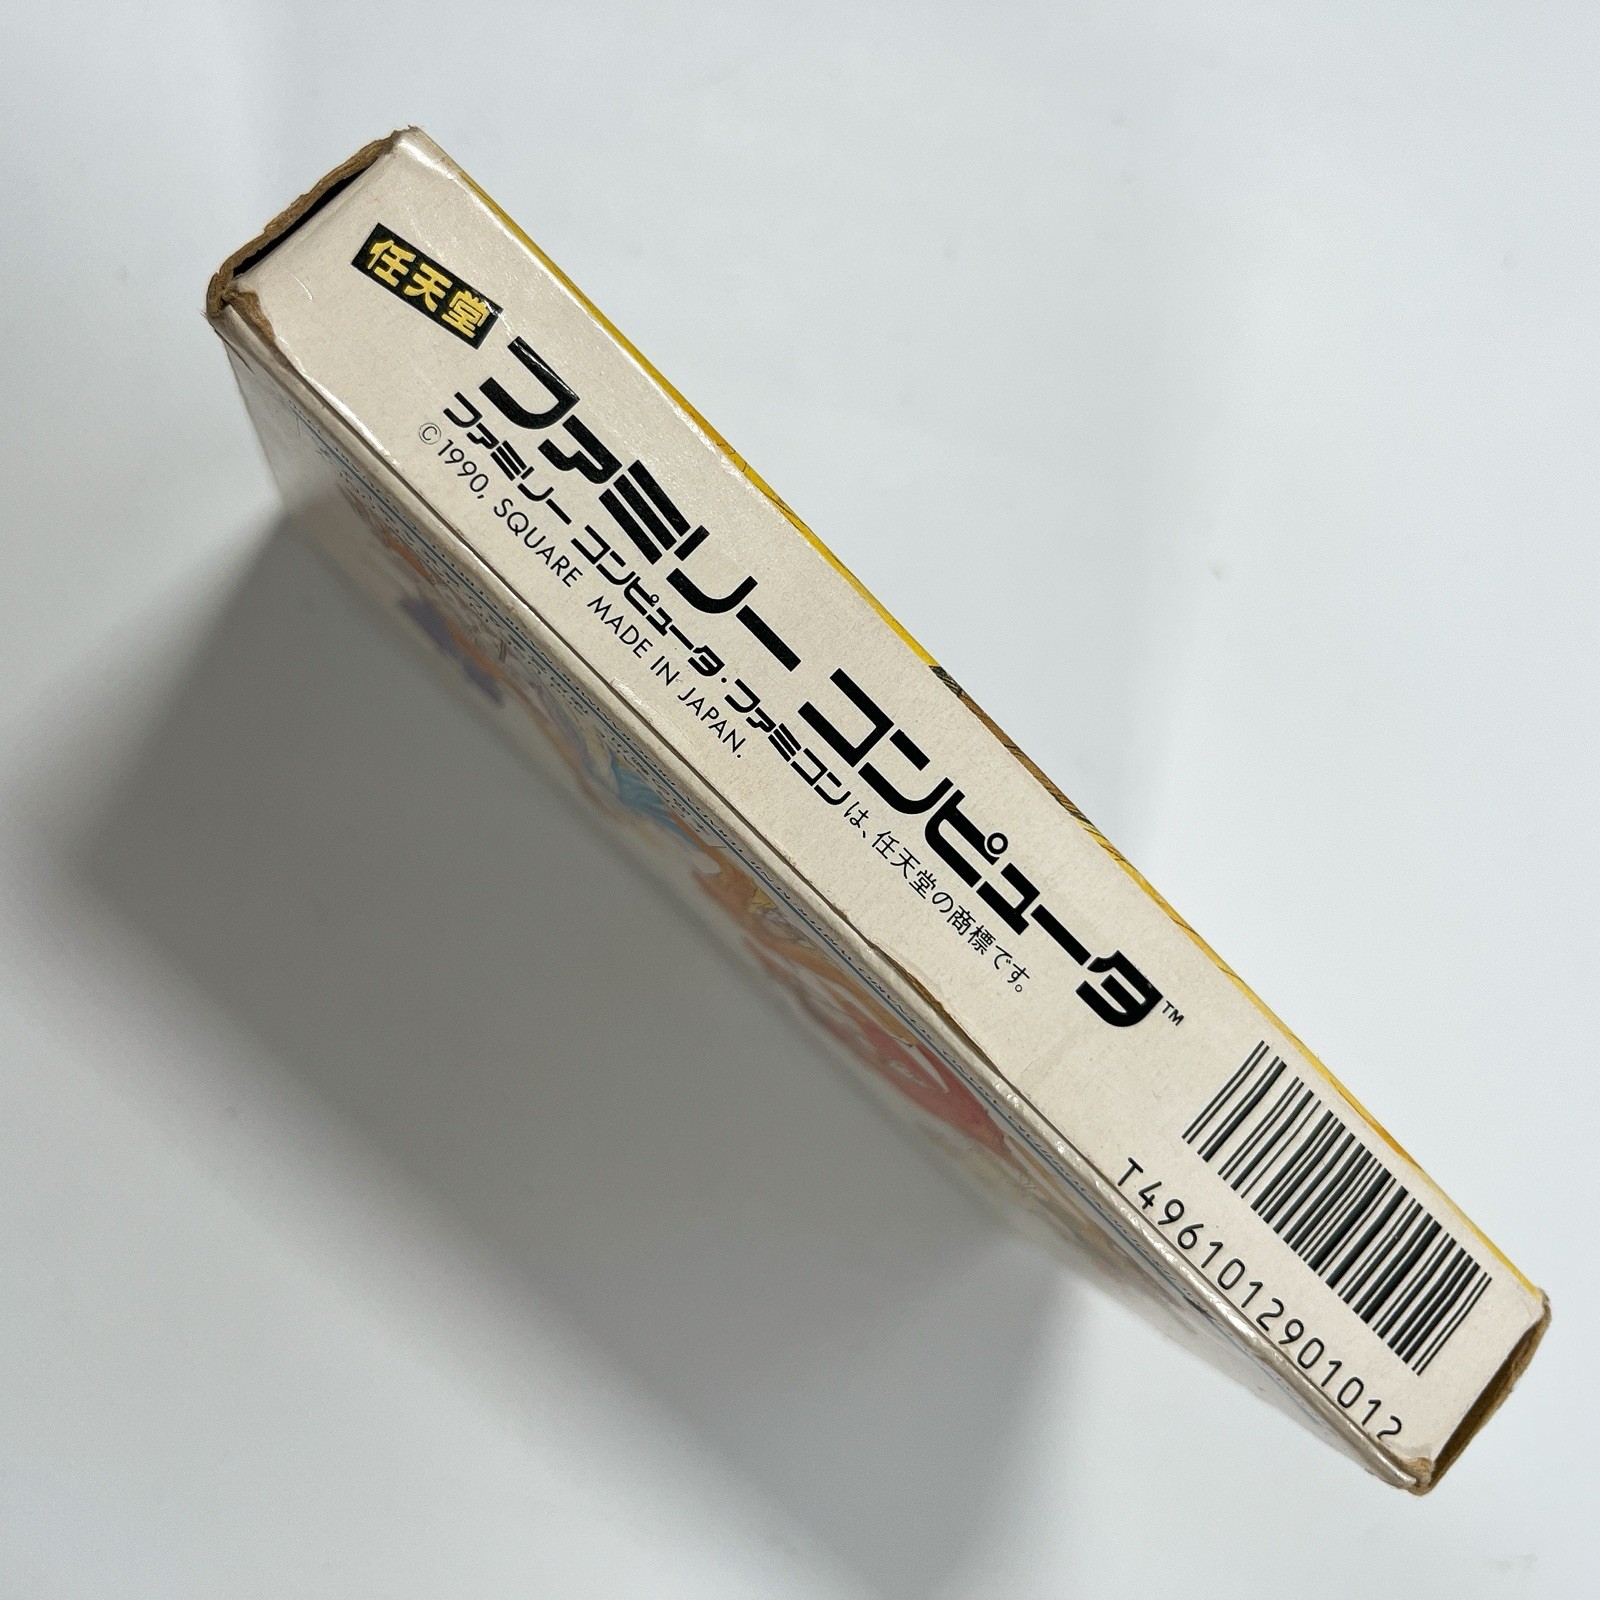 任天堂
ファミリー コンピュータ™
ファミリー コンピュータ・ファミコンは、任天堂の商標です。
©1990, SQUARE MADE IN JAPAN.
T4961012901012